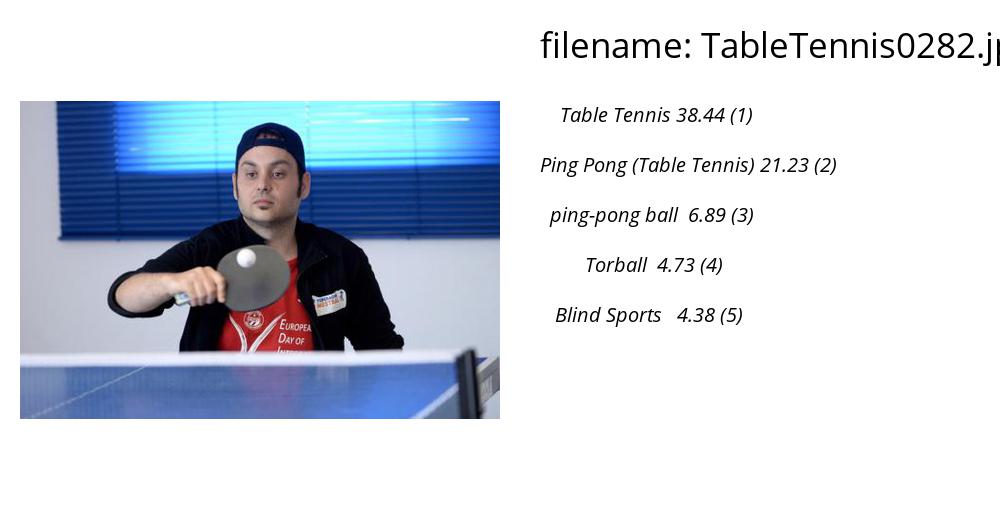 filename: TableTennis0282.jp
Table Tennis 38.44 (1)
Ping Pong (Table Tennis) 21.23 (2)
ping-pong ball 6.89 (3)
Torball 4.73 (4)
Blind Sports 4.38 (5)
EUROPEA
DAY OF